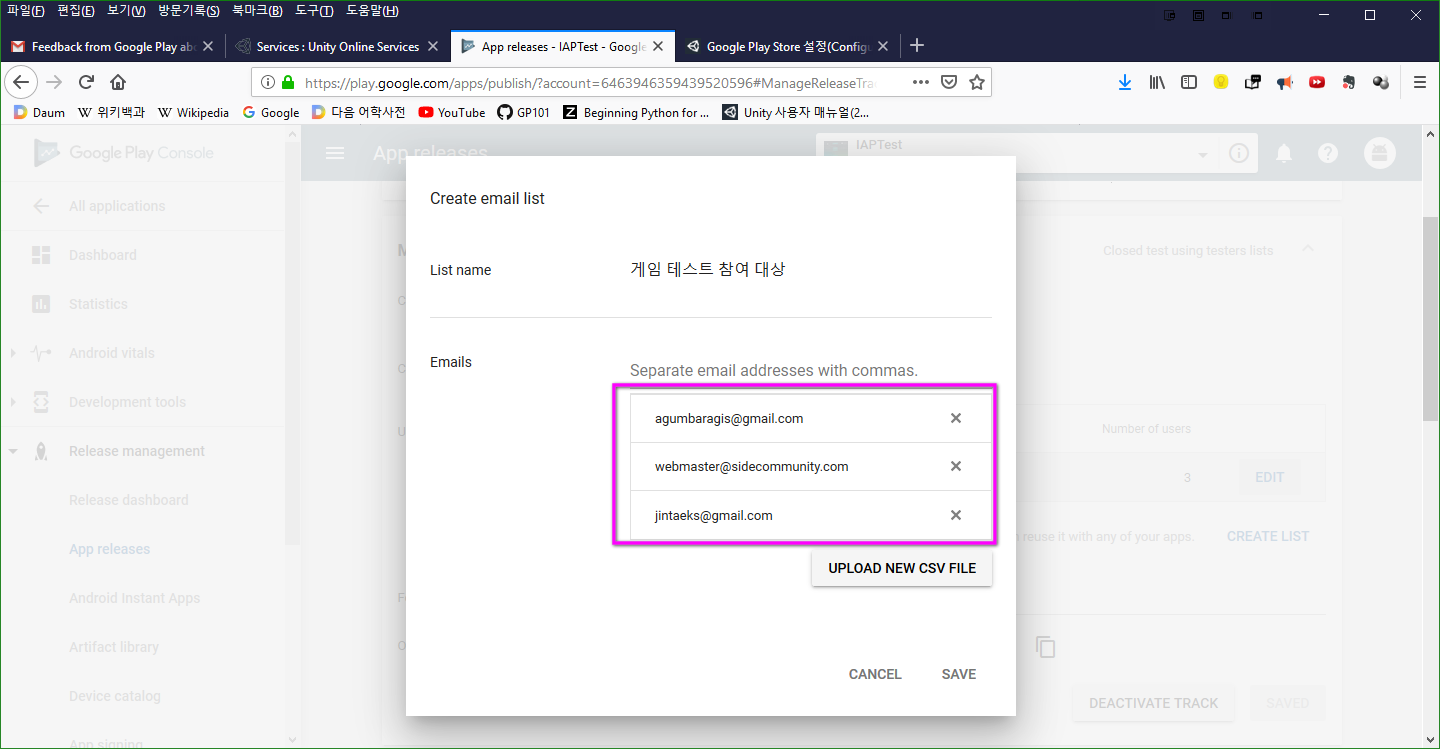 파일(F) 편집(E) 보기(V) 방문기록(S) 북마크(B) 도구(T) 도움말(H)
Feedback from Google Play ab
Services : Unity Online Services
App releases - IAPTest - Google
Google Play Store 설정(Config
https://play.google.com/apps/publish/?account=6463946359439520596#ManageReleaseTra
Daum 위키백과 Wikipedia Google 다음 어학사전 YouTube GP101 Beginning Python for ... Unity 사용자 매뉴얼(2...
Google Play Console
App releases
IAPTest
All applications
Dashboard
Statistics
Android vitals
Development tools
Release management
Release dashboard
App releases
Android Instant Apps
Artifact library
Device catalog
App signing
Create email list
List name
게임 테스트 참여 대상
Emails
Separate email addresses with commas.
agumbaragis@gmail.com
webmaster@sidecommunity.com
jintaeks@gmail.com
UPLOAD NEW CSV FILE
CANCEL SAVE
Closed test using testers lists
Number of users
3 EDIT
reuse it with any of your apps. CREATE LIST
DEACTIVATE TRACK SAVED